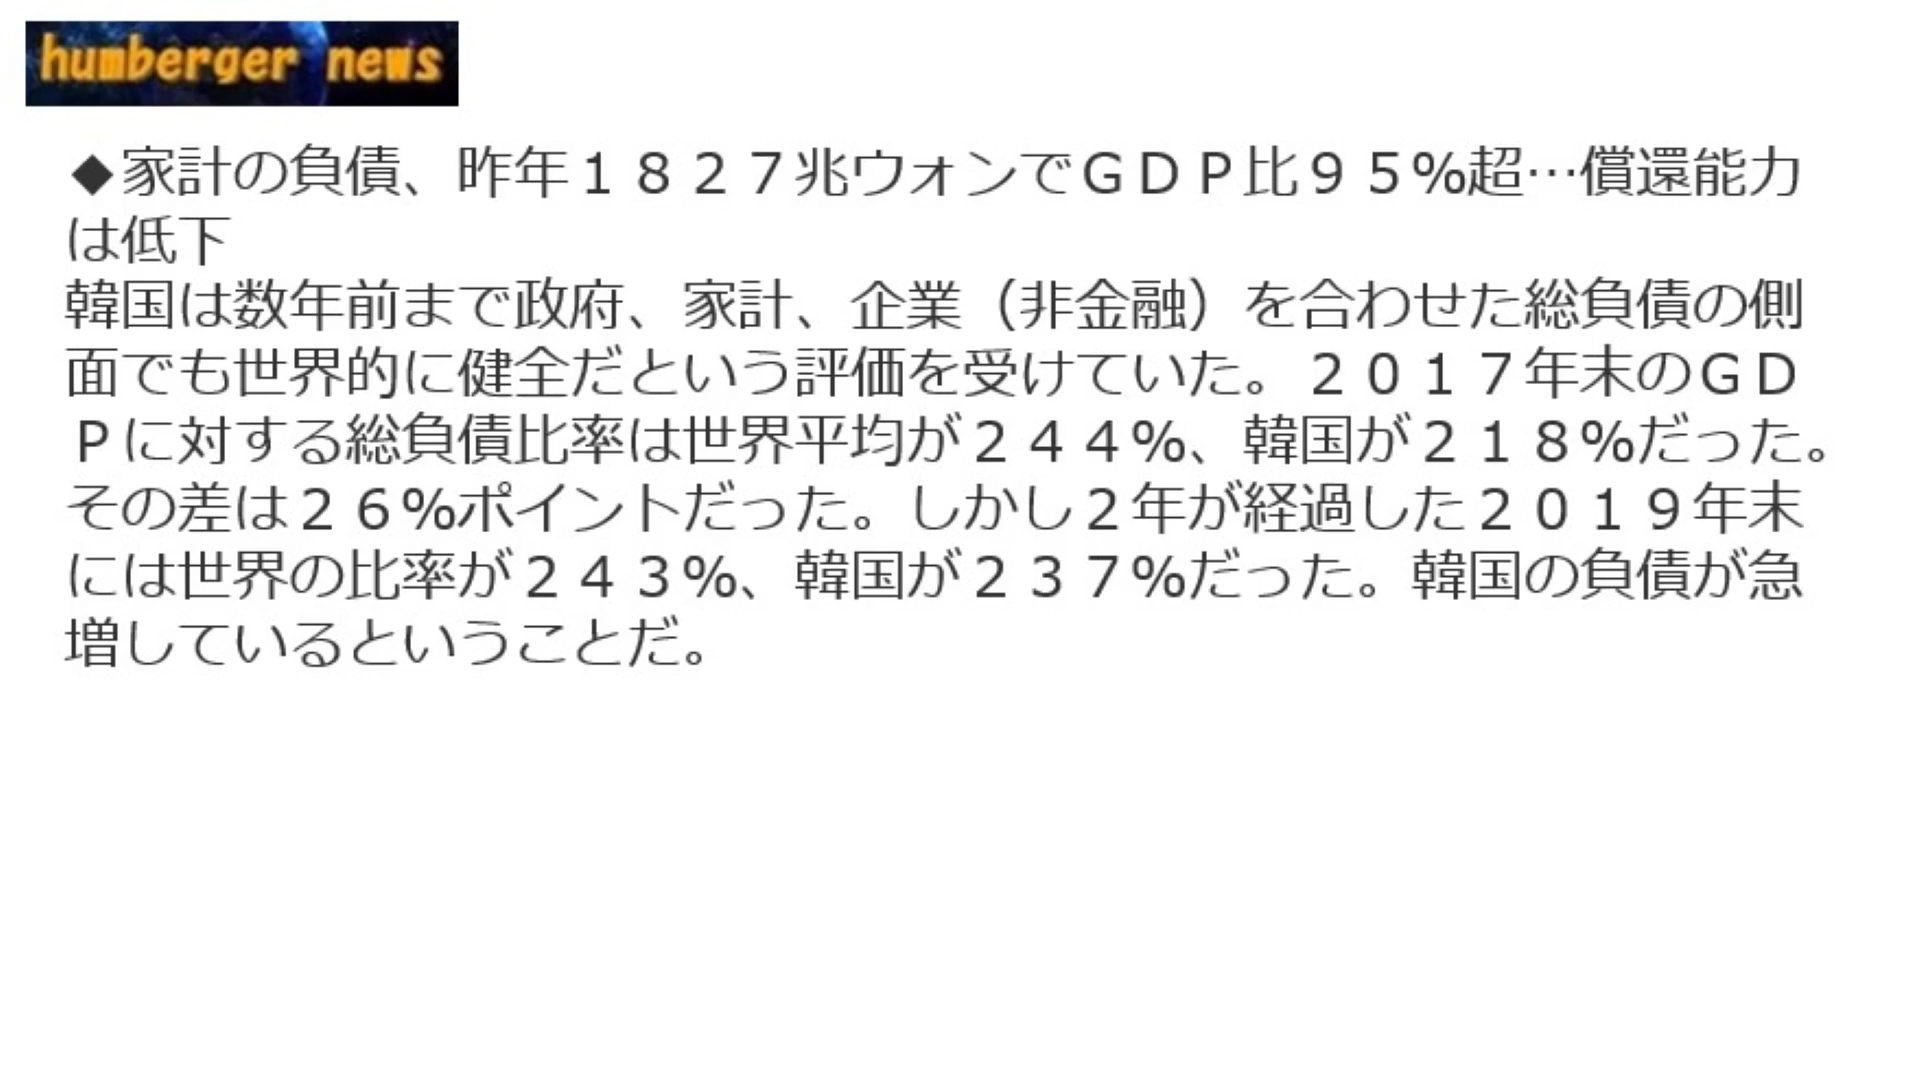 humberger news
◆家計の負債、昨年１８２７兆ウォンでＧＤＰ比９５%超…償還能力
は低下
韓国は数年前まで政府、家計、企業（非金融）を合わせた総負債の側
面でも世界的に健全だという評価を受けていた。２０１７年末のＧＤ
Ｐに対する総負債比率は世界平均が２４４%、韓国が２１８%だった。
その差は２６%ポイントだった。しかし２年が経過した２０１９年末
には世界の比率が２４３%、韓国が２３７%だった。韓国の負債が急
増しているということだ。